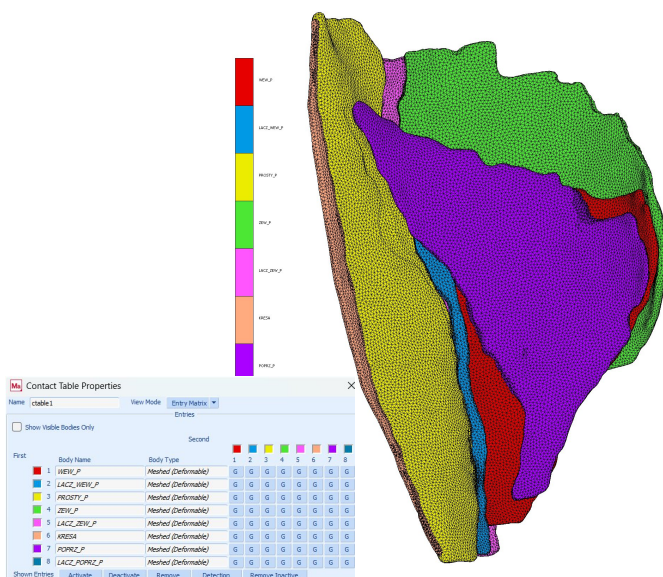 WEW_P
LACZ_WEW_P
PROSTY_P
ZEW_P
LACZ_ZEW_P
KRESA
POPRZ_P
Contact Table Properties
Name ctable1 View Mode Entry Matrix
Entries
Show Visible Bodies Only
Second
First Body Name Body Type 1 2 3 4 5 6 7 8
1 WEW_P Meshed (Deformable) G G G G G G G G
2 LACZ_WEW_P Meshed (Deformable) G G G G G G G G
3 PROSTY_P Meshed (Deformable) G G G G G G G G
4 ZEW_P Meshed (Deformable) G G G G G G G G
5 LACZ_ZEW_P Meshed (Deformable) G G G G G G G G
6 KRESA Meshed (Deformable) G G G G G G G G
7 POPRZ_P Meshed (Deformable) G G G G G G G G
8 LACZ_POPRZ_P Meshed (Deformable) G G G G G G G G
Shown Entries Activate Deactivate Remove Detection Remove Inactive